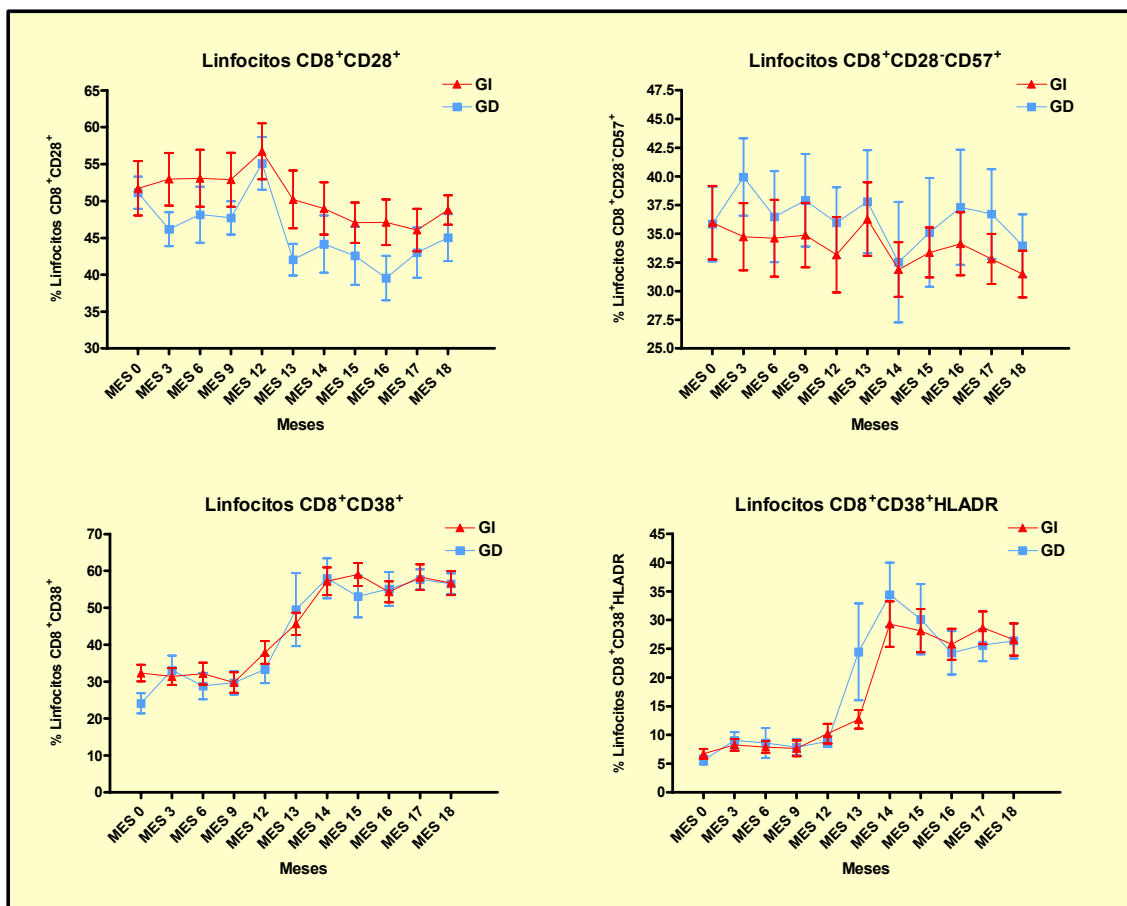 Linfocitos CD8+CD28+
GI
GD
% Linfocitos CD8+CD28+
65
60
55
50
45
40
35
30
MES 0
MES 3
MES 6
MES 9
MES 12
MES 13
MES 14
MES 15
MES 16
MES 17
MES 18
Meses
Linfocitos CD8+CD28-CD57+
GI
GD
% Linfocitos CD8+CD28-CD57+
47.5
45.0
42.5
40.0
37.5
35.0
32.5
30.0
27.5
25.0
MES 0
MES 3
MES 6
MES 9
MES 12
MES 13
MES 14
MES 15
MES 16
MES 17
MES 18
Meses
Linfocitos CD8+CD38+
GI
GD
% Linfocitos CD8+CD38+
70
60
50
40
30
20
10
0
MES 0
MES 3
MES 6
MES 9
MES 12
MES 13
MES 14
MES 15
MES 16
MES 17
MES 18
Meses
Linfocitos CD8+CD38+HLADR
GI
GD
% Linfocitos CD8+CD38+HLADR
45
40
35
30
25
20
15
10
5
0
MES 0
MES 3
MES 6
MES 9
MES 12
MES 13
MES 14
MES 15
MES 16
MES 17
MES 18
Meses